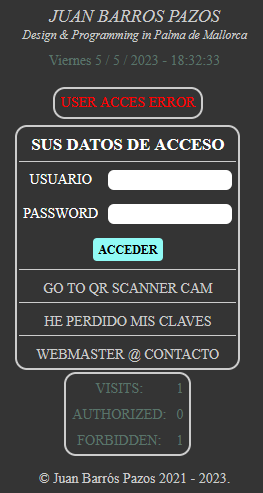 JUAN BARROS PAZOS
Design & Programming in Palma de Mallorca
Viernes 5 / 5 / 2023 - 18:32:33
USER ACCES ERROR
SUS DATOS DE ACCESO
USUARIO
PASSWORD
ACCEDER
GO TO QR SCANNER CAM
HE PERDIDO MIS CLAVES
WEBMASTER @ CONTACTO
VISITS: 1
AUTHORIZED: 0
FORBIDDEN: 1
© Juan Barrós Pazos 2021 - 2023.